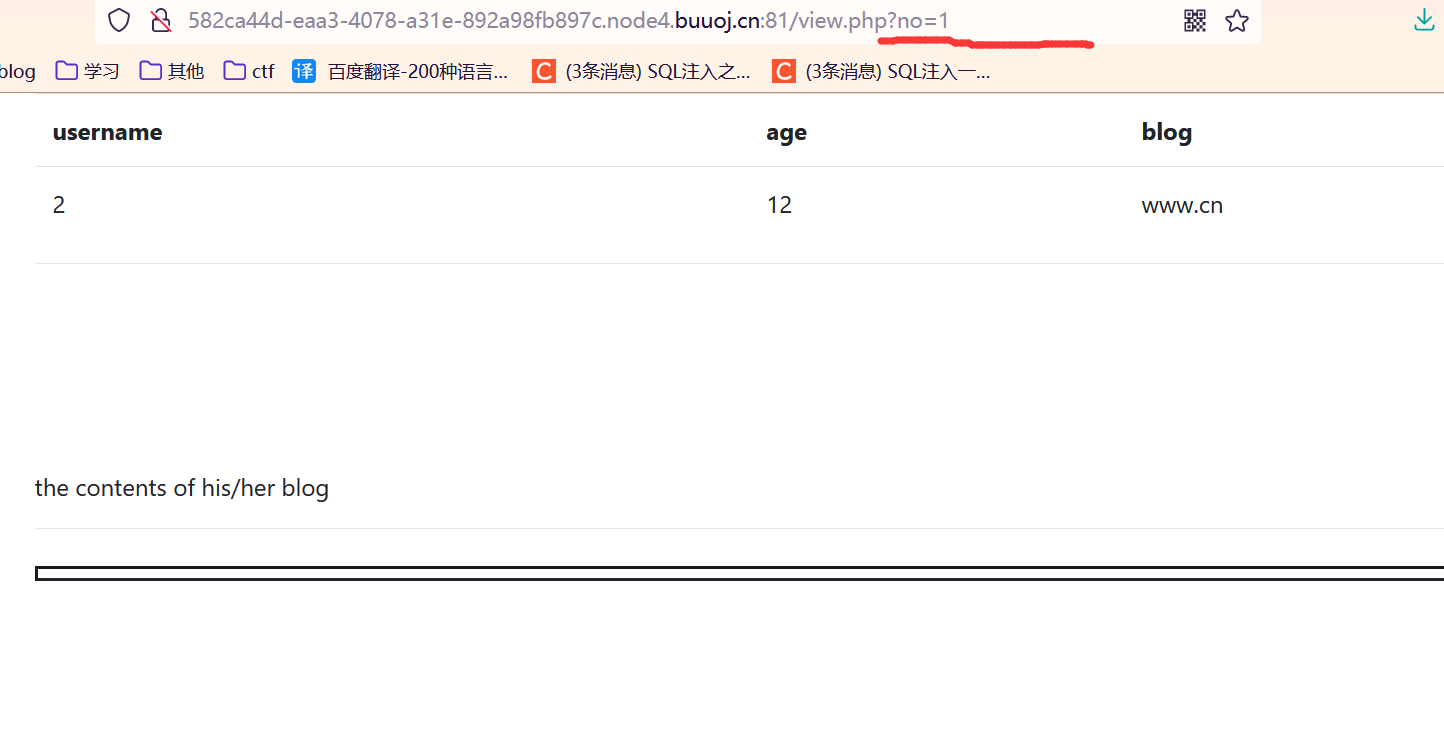 582ca44d-eaa3-4078-a31e-892a98fb897c.node4.buuoj.cn:81/view.php?no=1
blog 学习 其他 ctf 译 百度翻译-200种语言... C (3条消息) SQL注入之... C (3条消息) SQL注入一...
username age blog
2 12 www.cn
the contents of his/her blog